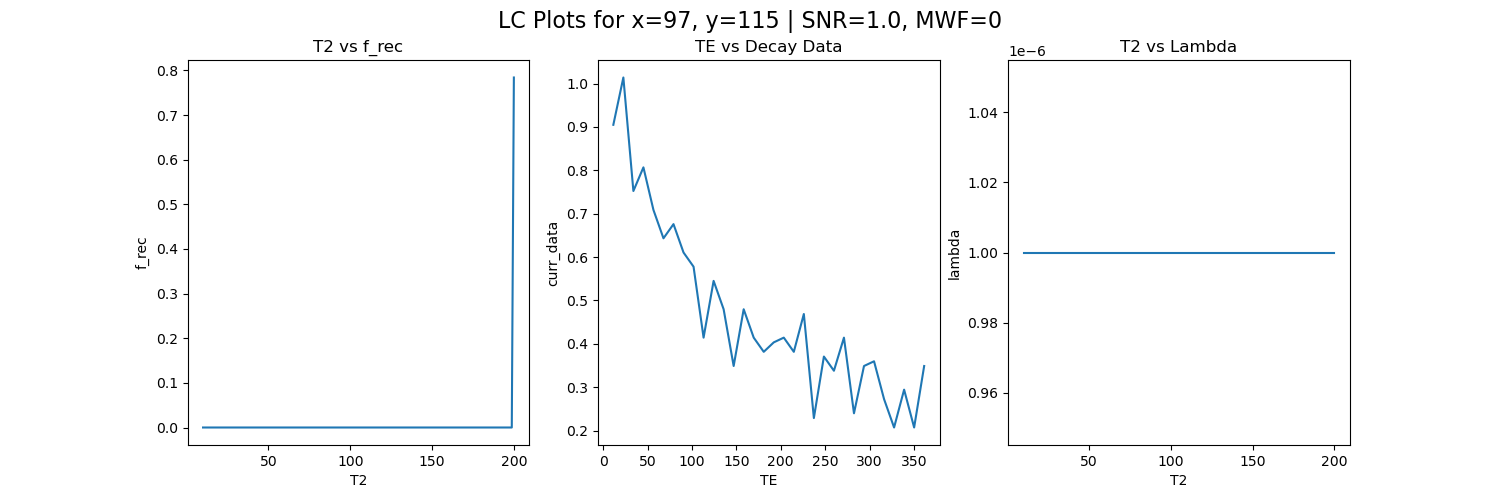 LC Plots for x=97, y=115 | SNR=1.0, MWF=0
T2 vs f_rec
0.8
0.7
0.6
0.5
0.4
0.3
0.2
0.1
0.0
f_rec
50 100 150 200
T2
TE vs Decay Data
1.0
0.9
0.8
0.7
0.6
0.5
0.4
0.3
0.2
curr_data
0 50 100 150 200 250 300 350
TE
T2 vs Lambda
1e−6
1.04
1.02
1.00
0.98
0.96
lambda
50 100 150 200
T2